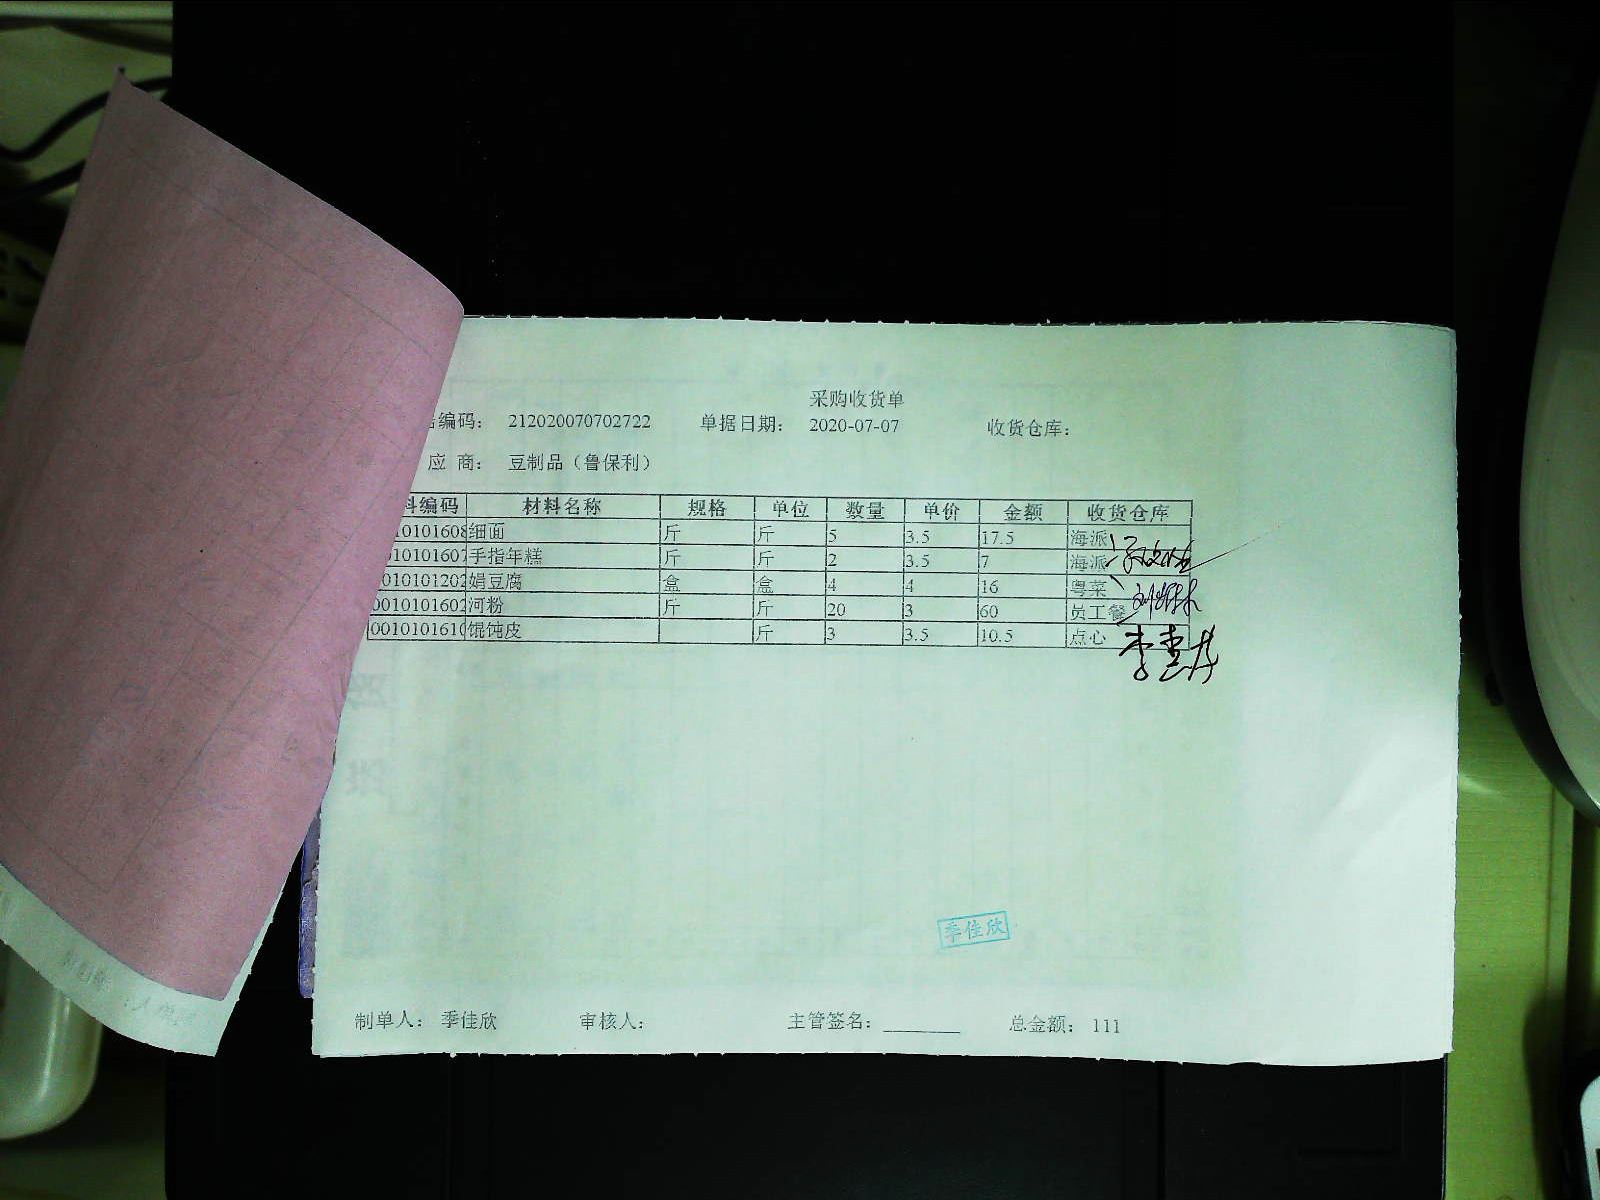 采购收货单
编码： 212020070702722 单据日期： 2020-07-07 收货仓库：
应 商： 豆制品（鲁保利）
料编码 材料名称 规格 单位 数量 单价 金额 收货仓库
10101608 细面 斤 斤 5 3.5 17.5 海派
10101607 手指年糕 斤 斤 2 3.5 7 海派
010101202 娟豆腐 盒 盒 4 4 16 粤菜
0010101602 河粉 斤 斤 20 3 60 员工餐
0010101610 馄饨皮 斤 3 3.5 10.5 点心
季佳欣
制单人： 季佳欣 审核人： 主管签名：________ 总金额： 111